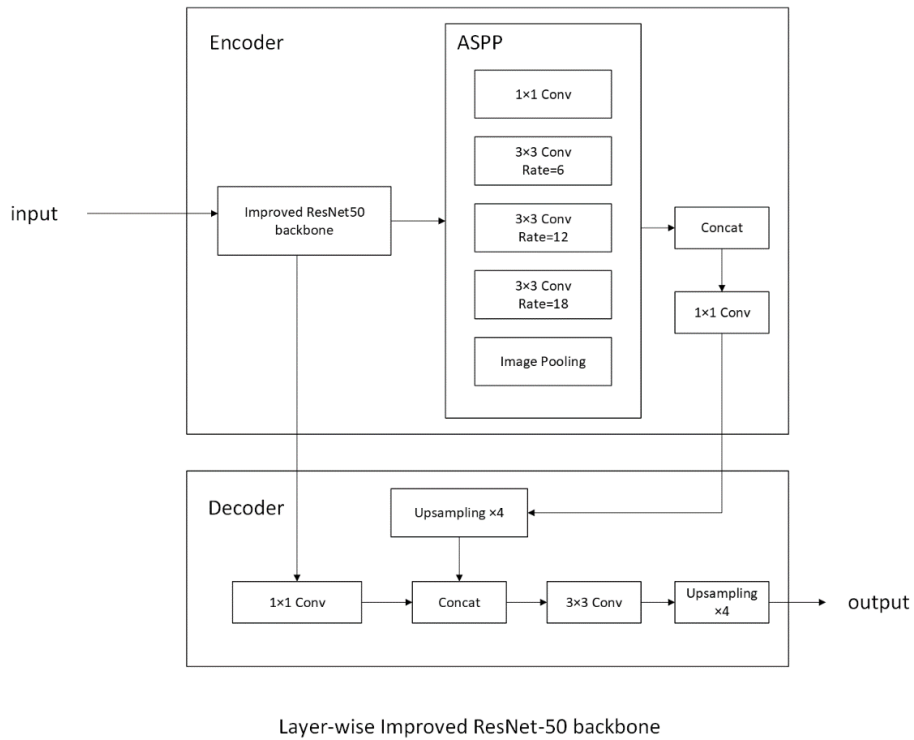 Encoder
ASPP
1×1 Conv
3×3 Conv
Rate=6
input
Improved ResNet50
backbone
3×3 Conv
Rate=12
Concat
3×3 Conv
Rate=18
1×1 Conv
Image Pooling
Decoder
Upsampling ×4
1×1 Conv
Concat
3×3 Conv
Upsampling
×4
output
Layer-wise Improved ResNet-50 backbone